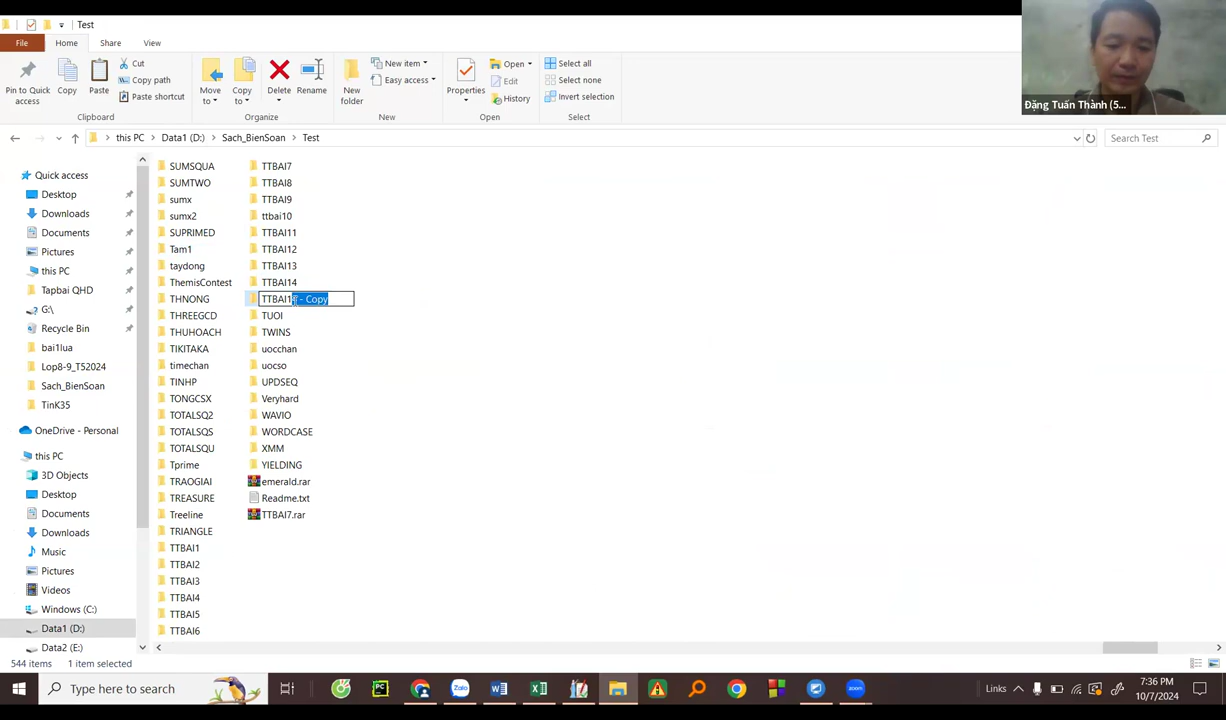 Test
File
Home
Share
View
Pin to Quick access
Copy
Paste
Cut
Copy path
Paste shortcut
Clipboard
Move to
Copy to
Delete
Rename
Organize
New folder
New item
Easy access
New
Properties
Open
Edit
History
Open
Select all
Select none
Invert selection
Select
Đặng Tuấn Thành (5...
this PC
Data1 (D:)
Sach_BienSoan
Test
Search Test
Quick access
Desktop
Downloads
Documents
Pictures
this PC
Tapbai QHD
G:\
Recycle Bin
bai1lua
Lop8-9_T52024
Sach_BienSoan
TinK35
OneDrive - Personal
this PC
3D Objects
Desktop
Documents
Downloads
Music
Pictures
Videos
Windows (C:)
Data1 (D:)
Data2 (E:)
SUMSQUA
SUMTWO
sumx
sumx2
SUPRIMED
Tam1
taydong
ThemisContest
THNONG
THREEGCD
THUHOACH
TIKITAKA
timechan
TINHP
TONGCSX
TOTALSQ2
TOTALSQS
TOTALSQU
Tprime
TRAOGIAI
TREASURE
Treeline
TRIANGLE
TTBAI1
TTBAI2
TTBAI3
TTBAI4
TTBAI5
TTBAI6
TTBAI7
TTBAI8
TTBAI9
ttbai10
TTBAI11
TTBAI12
TTBAI13
TTBAI14
- Copy
TUOI
TWINS
uocchan
uocso
UPDSEQ
Veryhard
WAVIO
WORDCASE
XMM
YIELDING
emerald.rar
Readme.txt
TTBAI7.rar
544 items
1 item selected
Type here to search
Links
7:36 PM
10/7/2024